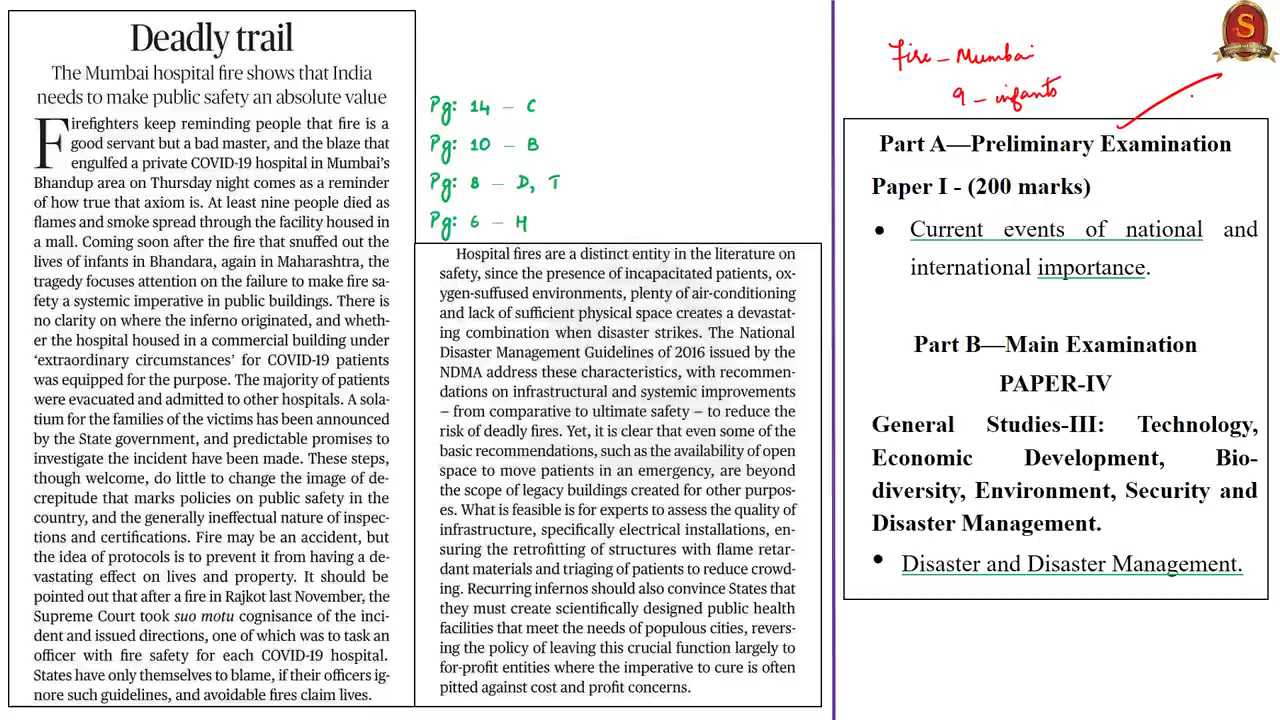 Deadly trail
The Mumbai hospital fire shows that India
needs to make public safety an absolute value
Firefighters keep reminding people that fire is a
good servant but a bad master, and the blaze that
engulfed a private COVID-19 hospital in Mumbai's
Bhandup area on Thursday night comes as a reminder
of how true that axiom is. At least nine people died as
flames and smoke spread through the facility housed in
a mall. Coming soon after the fire that snuffed out the
lives of infants in Bhandara, again in Maharashtra, the
tragedy focuses attention on the failure to make fire sa-
fety a systemic imperative in public buildings. There is
no clarity on where the inferno originated, and wheth-
er the hospital housed in a commercial building under
‘extraordinary circumstances’ for COVID-19 patients
was equipped for the purpose. The majority of patients
were evacuated and admitted to other hospitals. A sola-
tium for the families of the victims has been announced
by the State government, and predictable promises to
investigate the incident have been made. These steps,
though welcome, do little to change the image of de-
crepitude that marks policies on public safety in the
country, and the generally ineffectual nature of inspec-
tions and certifications. Fire may be an accident, but
the idea of protocols is to prevent it from having a de-
vastating effect on lives and property. It should be
pointed out that after a fire in Rajkot last November, the
Supreme Court took suo motu cognisance of the inci-
dent and issued directions, one of which was to task an
officer with fire safety for each COVID-19 hospital.
States have only themselves to blame, if their officers ig-
nore such guidelines, and avoidable fires claim lives.
Pg: 14 - C
Pg: 10 - B
Pg: 8 - D, T
Pg: 6 - H
Hospital fires are a distinct entity in the literature on
safety, since the presence of incapacitated patients, ox-
ygen-suffused environments, plenty of air-conditioning
and lack of sufficient physical space creates a devastat-
ing combination when disaster strikes. The National
Disaster Management Guidelines of 2016 issued by the
NDMA address these characteristics, with recommen-
dations on infrastructural and systemic improvements
– from comparative to ultimate safety – to reduce the
risk of deadly fires. Yet, it is clear that even some of the
basic recommendations, such as the availability of open
space to move patients in an emergency, are beyond
the scope of legacy buildings created for other purpos-
es. What is feasible is for experts to assess the quality of
infrastructure, specifically electrical installations, en-
suring the retrofitting of structures with flame retar-
dant materials and triaging of patients to reduce crowd-
ing. Recurring infernos should also convince States that
they must create scientifically designed public health
facilities that meet the needs of populous cities, revers-
ing the policy of leaving this crucial function largely to
for-profit entities where the imperative to cure is often
pitted against cost and profit concerns.
Fire - Mumbai
9 - infants
S
Part A—Preliminary Examination
Paper I - (200 marks)
• Current events of national and
international importance.
Part B—Main Examination
PAPER-IV
General Studies-III: Technology,
Economic Development, Bio-
diversity, Environment, Security and
Disaster Management.
• Disaster and Disaster Management.